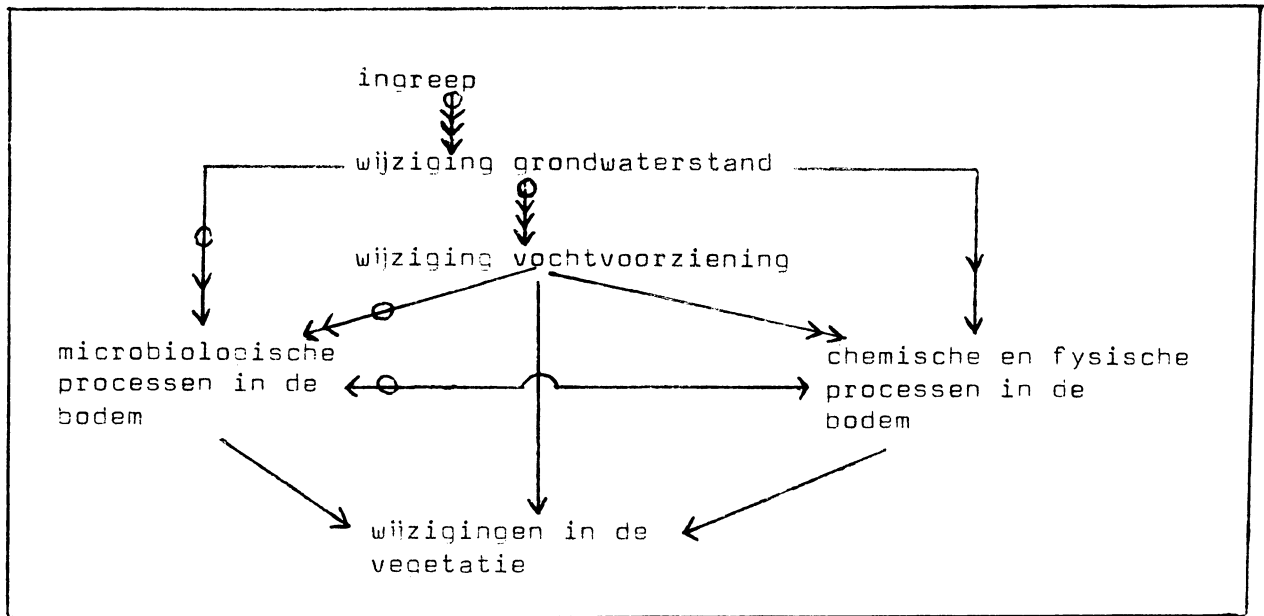 ingreep
wijziging grondwaterstand
wijziging vochtvoorziening
microbiologische
processen in de
bodem
chemische en fysische
processen in de
bodem
wijzigingen in de
vegetatie